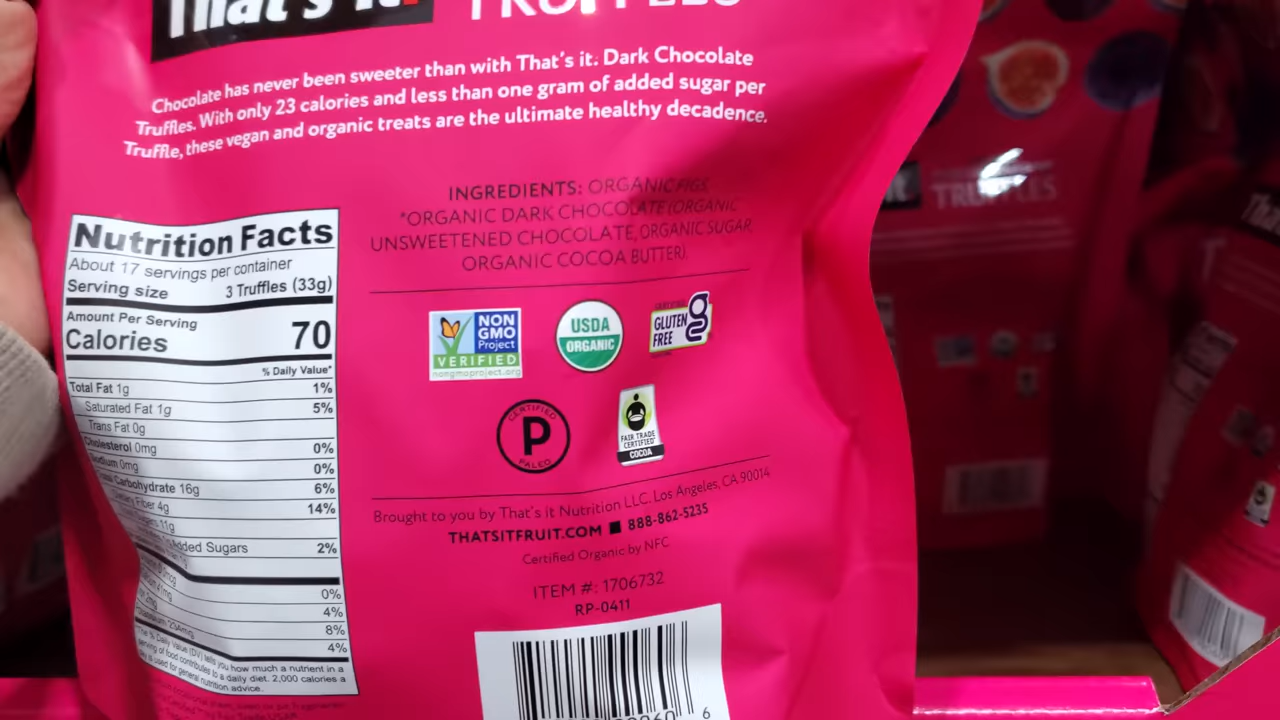 That's it.
TRUFFLES
Chocolate has never been sweeter than with That's it. Dark Chocolate
Truffles. With only 23 calories and less than one gram of added sugar per
Truffle, these vegan and organic treats are the ultimate healthy decadence.
INGREDIENTS: ORGANIC FIGS,
*ORGANIC DARK CHOCOLATE (ORGANIC
UNSWEETENED CHOCOLATE, ORGANIC SUGAR,
ORGANIC COCOA BUTTER).
Nutrition Facts
About 17 servings per container
Serving size 3 Truffles (33g)
Amount Per Serving
Calories 70
% Daily Value*
Total Fat 1g 1%
Saturated Fat 1g 5%
Trans Fat 0g
Cholesterol 0mg 0%
Sodium 0mg 0%
Total Carbohydrate 16g 6%
Dietary Fiber 4g 14%
Sugars 11g
Added Sugars 2%
0%
4%
8%
Potassium 4%
*The % Daily Value (DV) tells you how much a nutrient in a
serving of food contributes to a daily diet. 2,000 calories a
day is used for general nutrition advice.
NON
GMO
Project
VERIFIED
nongmoproject.org
USDA
ORGANIC
CERTIFIED
GLUTEN
FREE
CERTIFIED
P
PALEO
FAIR TRADE
CERTIFIED
COCOA
Brought to you by That's it Nutrition LLC. Los Angeles, CA 90014
THATSITFRUIT.COM ■ 888-862-5235
Certified Organic by NFC
ITEM #: 1706732
RP-0411
6
TRUFFLES